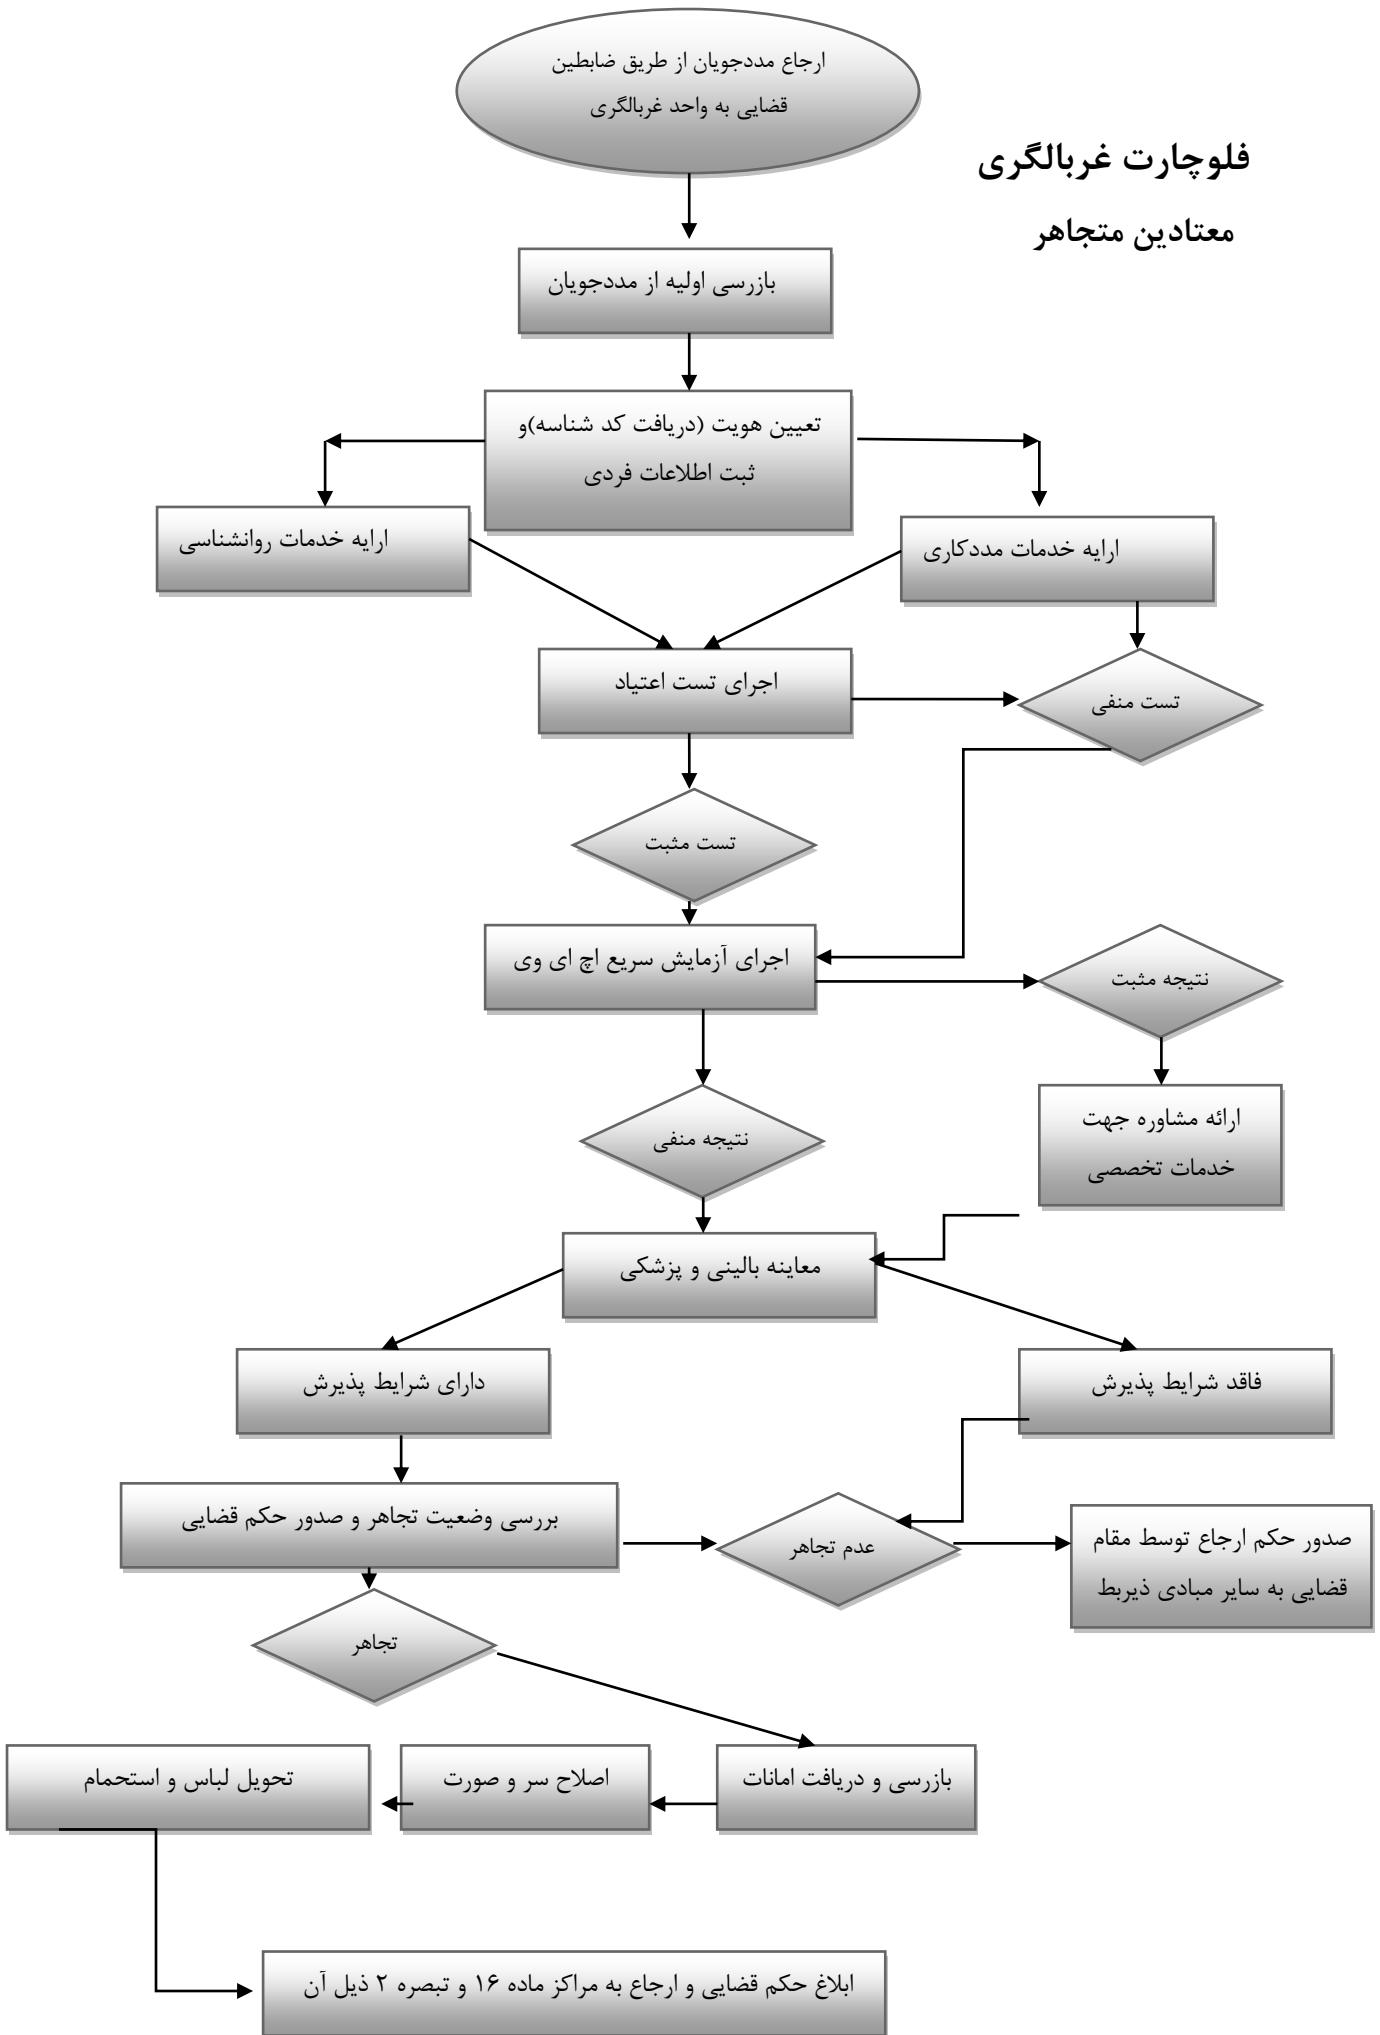 ارجاع مددجویان از طریق ضابطین
قضایی به واحد غربالگری
فلوچارت غربالگری
معتادین متجاهر
بازرسی اولیه از مددجویان
تعیین هویت (دریافت کد شناسه)و
ثبت اطلاعات فردی
ارایه خدمات مددکاری
ارایه خدمات روانشناسی
اجرای تست اعتیاد
تست منفی
تست مثبت
اجرای آزمایش سریع اچ ای وی
نتیجه مثبت
نتیجه منفی
ارائه مشاوره جهت
خدمات تخصصی
معاینه بالینی و پزشکی
فاقد شرایط پذیرش
دارای شرایط پذیرش
بررسی وضعیت تجاهر و صدور حکم قضایی
عدم تجاهر
صدور حکم ارجاع توسط مقام
قضایی به سایر مبادی ذیربط
تجاهر
بازرسی و دریافت امانات
اصلاح سر و صورت
تحویل لباس و استحمام
ابلاغ حکم قضایی و ارجاع به مراکز ماده ۱۶ و تبصره ۲ ذیل آن